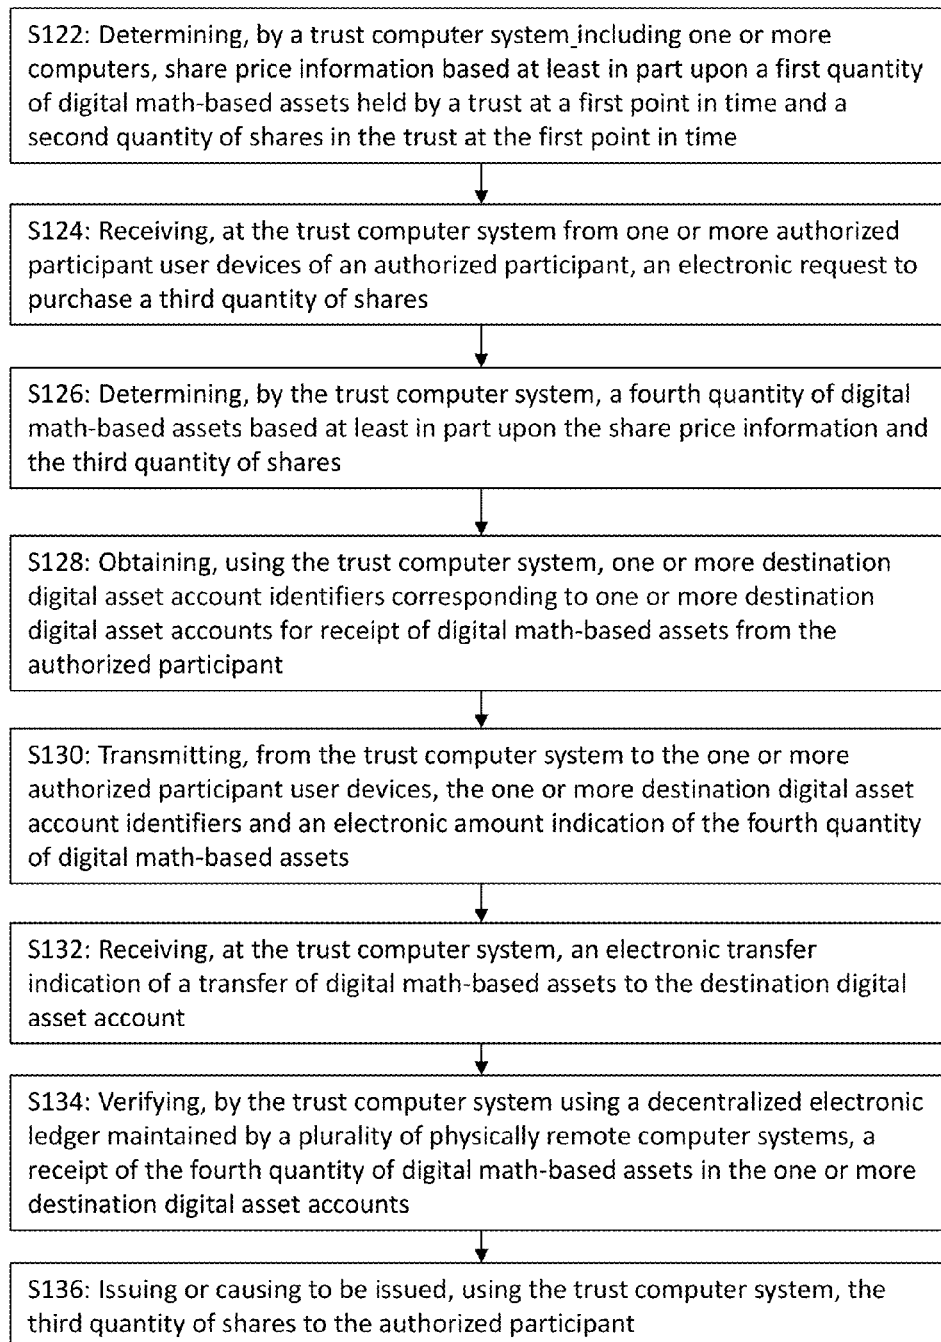 S122: Determining, by a trust computer system including one or more
computers, share price information based at least in part upon a first quantity
of digital math-based assets held by a trust at a first point in time and a
second quantity of shares in the trust at the first point in time
S124: Receiving, at the trust computer system from one or more authorized
participant user devices of an authorized participant, an electronic request to
purchase a third quantity of shares
S126: Determining, by the trust computer system, a fourth quantity of digital
math-based assets based at least in part upon the share price information and
the third quantity of shares
S128: Obtaining, using the trust computer system, one or more destination
digital asset account identifiers corresponding to one or more destination
digital asset accounts for receipt of digital math-based assets from the
authorized participant
S130: Transmitting, from the trust computer system to the one or more
authorized participant user devices, the one or more destination digital asset
account identifiers and an electronic amount indication of the fourth quantity
of digital math-based assets
S132: Receiving, at the trust computer system, an electronic transfer
indication of a transfer of digital math-based assets to the destination digital
asset account
S134: Verifying, by the trust computer system using a decentralized electronic
ledger maintained by a plurality of physically remote computer systems, a
receipt of the fourth quantity of digital math-based assets in the one or more
destination digital asset accounts
S136: Issuing or causing to be issued, using the trust computer system, the
third quantity of shares to the authorized participant